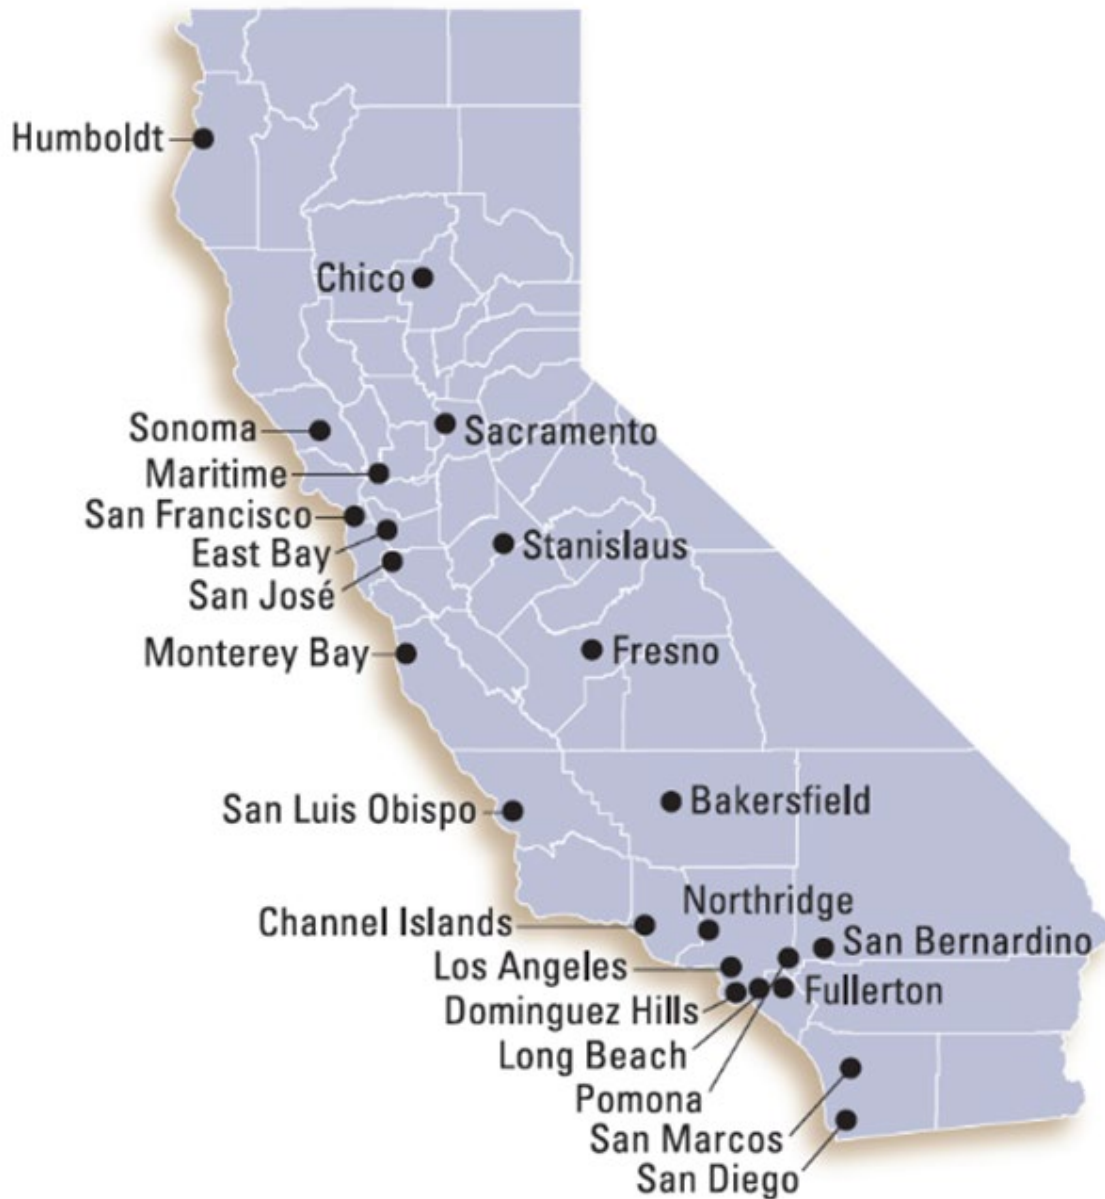 Humboldt
Chico
Sonoma
Sacramento
Maritime
San Francisco
East Bay
Stanislaus
San José
Monterey Bay
Fresno
San Luis Obispo
Bakersfield
Northridge
Channel Islands
San Bernardino
Los Angeles
Fullerton
Dominguez Hills
Long Beach
Pomona
San Marcos
San Diego